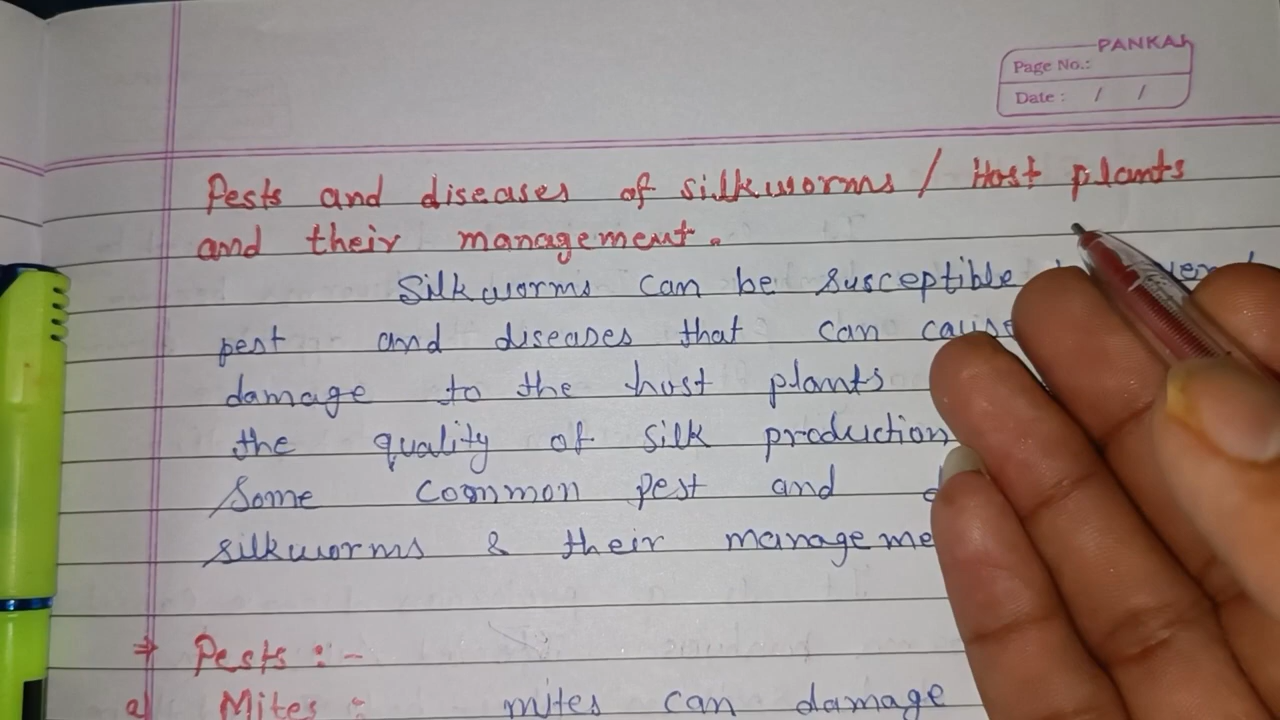 PANKAJ
Page No.:
Date : / /
Pests and diseases of silkworms / Host plants
and their management.
Silkworms can be susceptible
pest and diseases that can cause
damage to the host plants
the quality of silk production
Some common pest and
silkworms & their
⇒ Pests : -
a) Mites : mites can damage